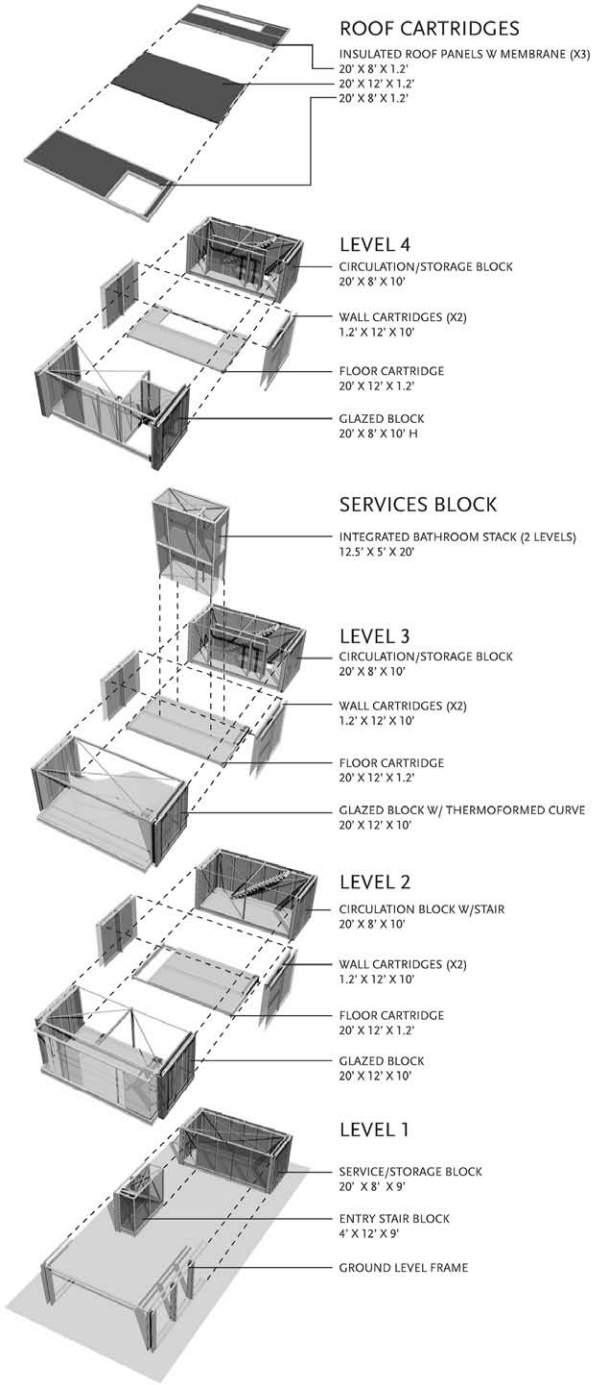 ROOF CARTRIDGES
INSULATED ROOF PANELS W MEMBRANE (X3)
20' X 8' X 1.2'
20' X 12' X 1.2'
20' X 8' X 1.2'
LEVEL 4
CIRCULATION/STORAGE BLOCK
20' X 8' X 10'
WALL CARTRIDGES (X2)
1.2' X 12' X 10'
FLOOR CARTRIDGE
20' X 12' X 1.2'
GLAZED BLOCK
20' X 8' X 10' H
SERVICES BLOCK
INTEGRATED BATHROOM STACK (2 LEVELS)
12.5' X 5' X 20'
LEVEL 3
CIRCULATION/STORAGE BLOCK
20' X 8' X 10'
WALL CARTRIDGES (X2)
1.2' X 12' X 10'
FLOOR CARTRIDGE
20' X 12' X 1.2'
GLAZED BLOCK W/ THERMOFORMED CURVE
20' X 12' X 10'
LEVEL 2
CIRCULATION BLOCK W/STAIR
20' X 8' X 10'
WALL CARTRIDGES (X2)
1.2' X 12' X 10'
FLOOR CARTRIDGE
20' X 12' X 1.2'
GLAZED BLOCK
20' X 12' X 10'
LEVEL 1
SERVICE/STORAGE BLOCK
20' X 8' X 9'
ENTRY STAIR BLOCK
4' X 12' X 9'
GROUND LEVEL FRAME